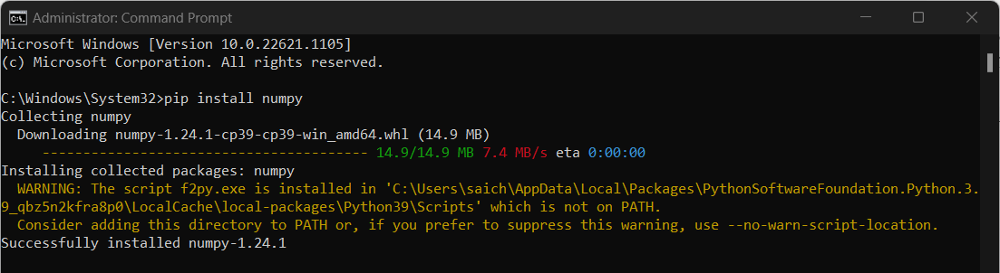 Administrator: Command Prompt
Microsoft Windows [Version 10.0.22621.1105]
(c) Microsoft Corporation. All rights reserved.
C:\Windows\System32>pip install numpy
Collecting numpy
  Downloading numpy-1.24.1-cp39-cp39-win_amd64.whl (14.9 MB)
     ---------------------------------------- 14.9/14.9 MB 7.4 MB/s eta 0:00:00
Installing collected packages: numpy
  WARNING: The script f2py.exe is installed in 'C:\Users\saich\AppData\Local\Packages\PythonSoftwareFoundation.Python.3.
9_qbz5n2kfra8p0\LocalCache\local-packages\Python39\Scripts' which is not on PATH.
  Consider adding this directory to PATH or, if you prefer to suppress this warning, use --no-warn-script-location.
Successfully installed numpy-1.24.1